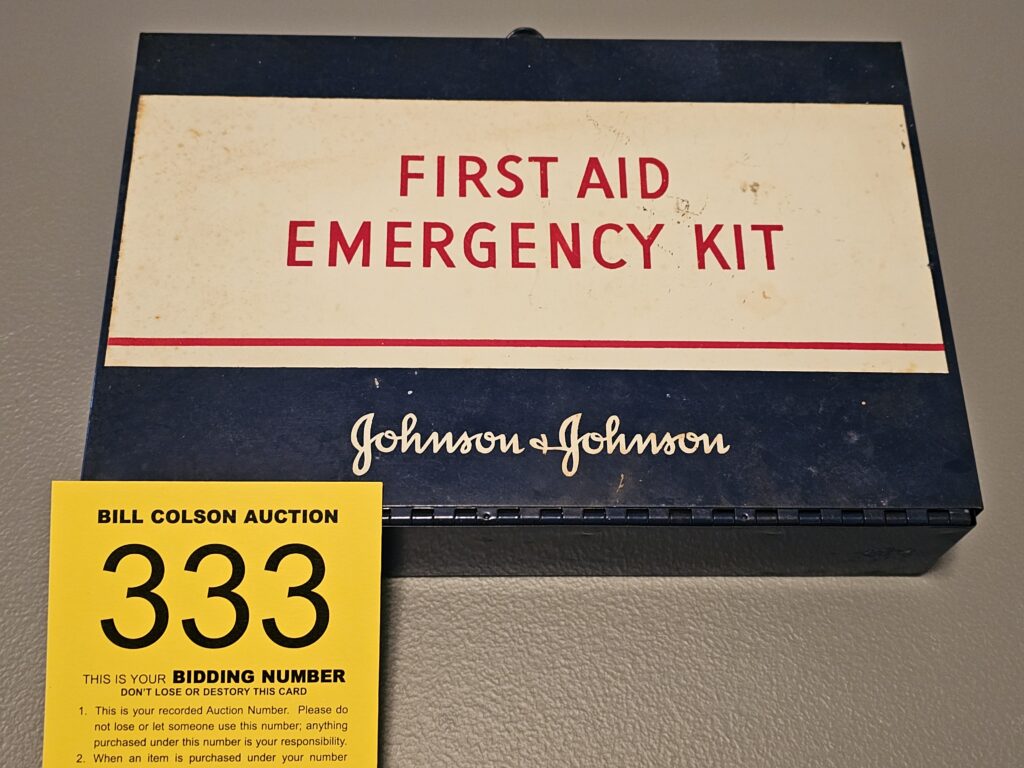 FIRST AID
EMERGENCY KIT
Johnson & Johnson
BILL COLSON AUCTION
333
THIS IS YOUR BIDDING NUMBER
DON'T LOSE OR DESTORY THIS CARD
1. This is your recorded Auction Number. Please do
not lose or let someone use this number; anything
purchased under this number is your responsibility.
2. When an item is purchased under your number